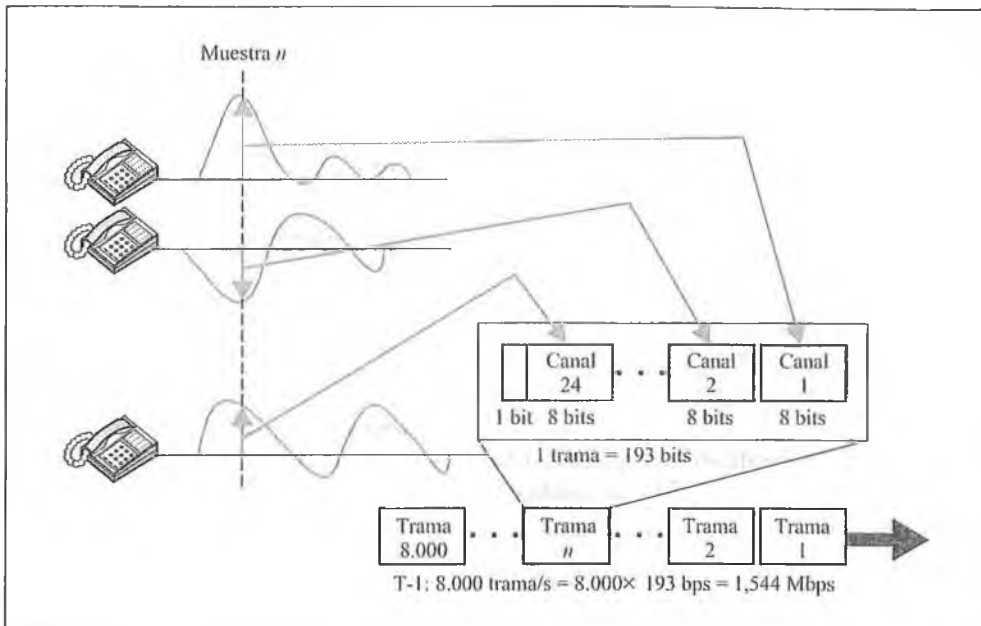 Muestra n
Canal 24
Canal 2
Canal 1
1 bit 8 bits 8 bits 8 bits
1 trama = 193 bits
Trama 8.000
Trama n
Trama 2
Trama 1
T-1: 8.000 trama/s = 8.000× 193 bps = 1,544 Mbps